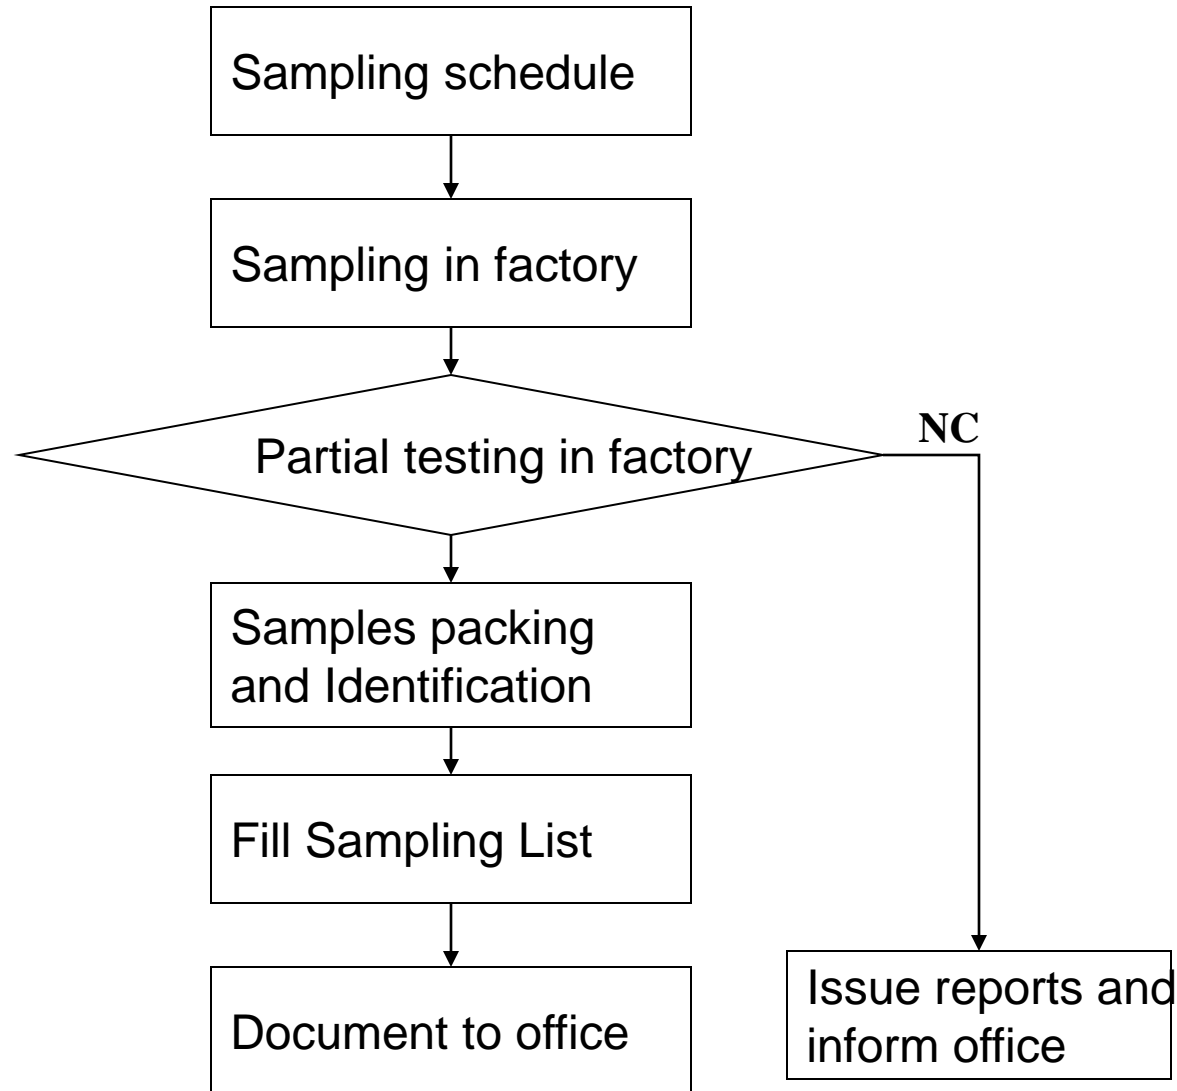 Sampling schedule
Sampling in factory
Partial testing in factory
NC
Samples packing
and Identification
Fill Sampling List
Document to office
Issue reports and
inform office